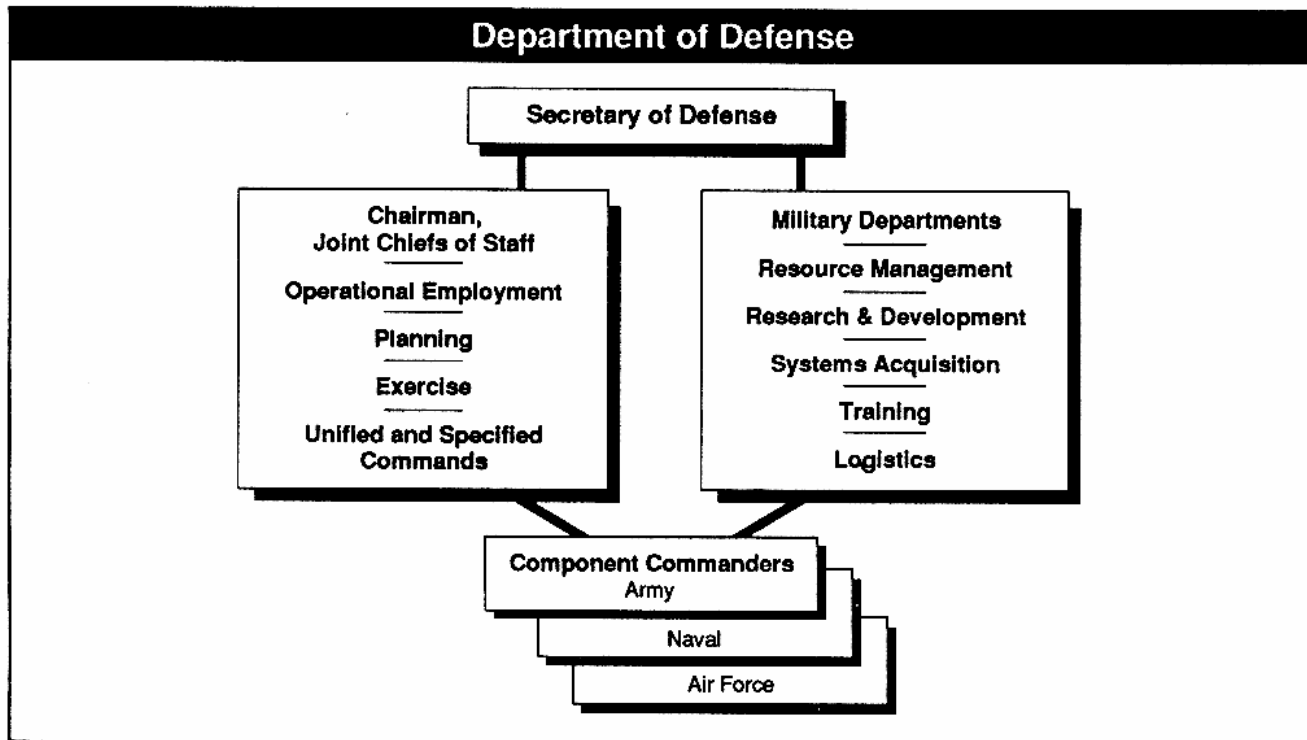 Department of Defense
Secretary of Defense
Chairman,
Joint Chiefs of Staff
Operational Employment
Planning
Exercise
Unified and Specified
Commands
Military Departments
Resource Management
Research & Development
Systems Acquisition
Training
Logistics
Component Commanders
Army
Naval
Air Force